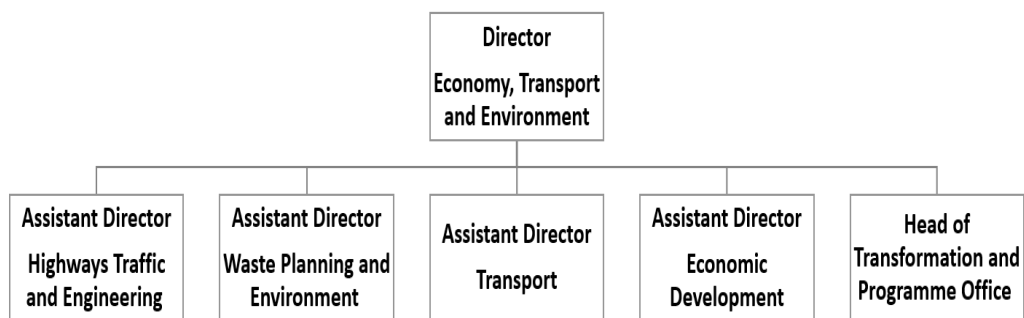 Director
Economy, Transport
and Environment
Assistant Director
Highways Traffic
and Engineering
Assistant Director
Waste Planning and
Environment
Assistant Director
Transport
Assistant Director
Economic
Development
Head of
Transformation and
Programme Office